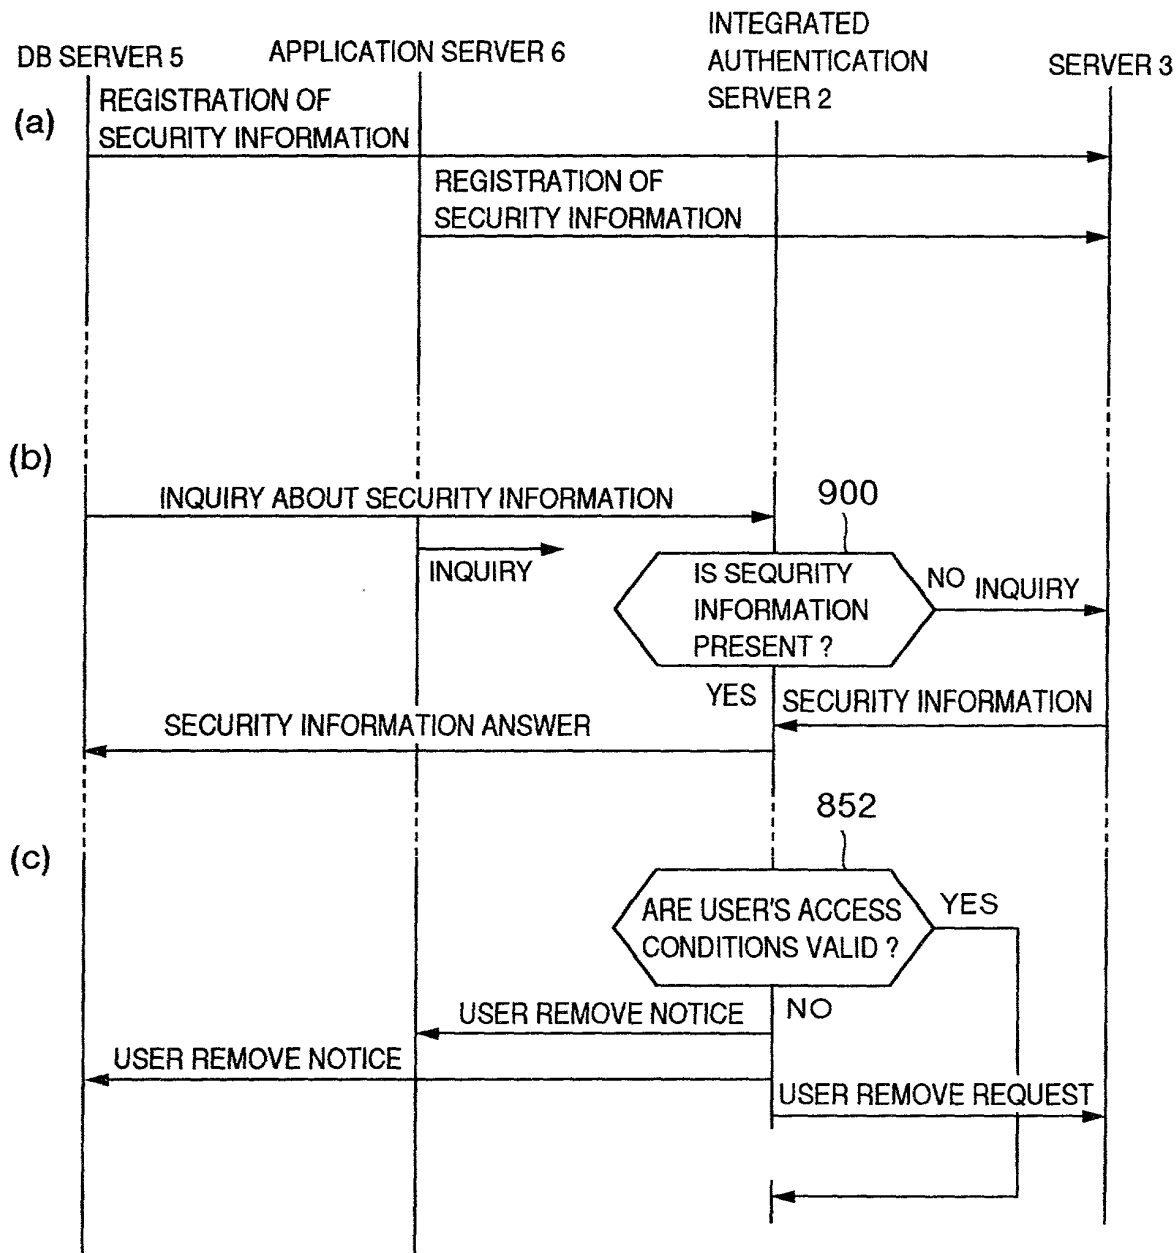 DB SERVER 5
APPLICATION SERVER 6
INTEGRATED
AUTHENTICATION
SERVER 2
SERVER 3
(a)
REGISTRATION OF
SECURITY INFORMATION
REGISTRATION OF
SECURITY INFORMATION
(b)
INQUIRY ABOUT SECURITY INFORMATION
900
INQUIRY
IS SEQURITY
INFORMATION
PRESENT ?
NO
INQUIRY
YES
SECURITY INFORMATION
SECURITY INFORMATION ANSWER
852
(c)
ARE USER'S ACCESS
CONDITIONS VALID ?
YES
NO
USER REMOVE NOTICE
USER REMOVE NOTICE
USER REMOVE REQUEST